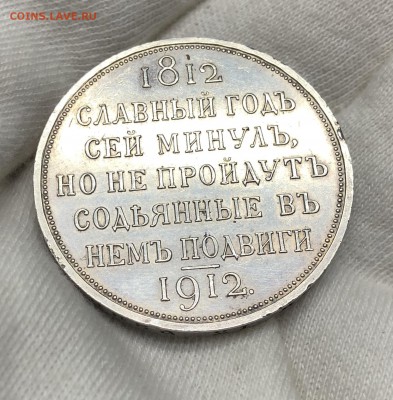 COINS.LAVE.RU
1812
СЛАВНЫЙ ГОДЪ
СЕЙ МИНУЛЪ,
НО НЕ ПРОЙДУТЪ
СОДѢЯННЫЕ ВЪ
НЕМЪ ПОДВИГИ
1912.